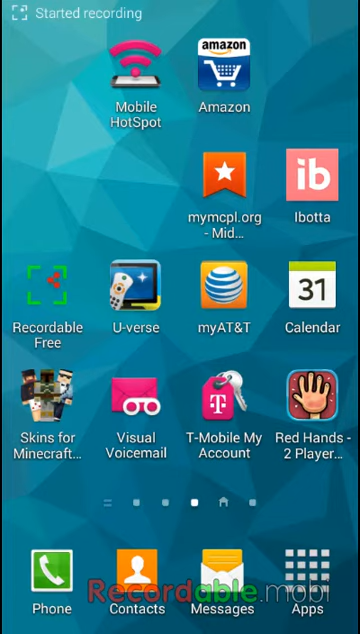 Started recording
amazon
Mobile
HotSpot
Amazon
ib
mymcpl.org
- Mid...
Ibotta
31
Recordable
Free
U-verse
myAT&T
Calendar
T
Skins for
Minecraft...
Visual
Voicemail
T-Mobile My
Account
Red Hands -
2 Player...
Recordable.mobi
Phone
Contacts
Messages
Apps